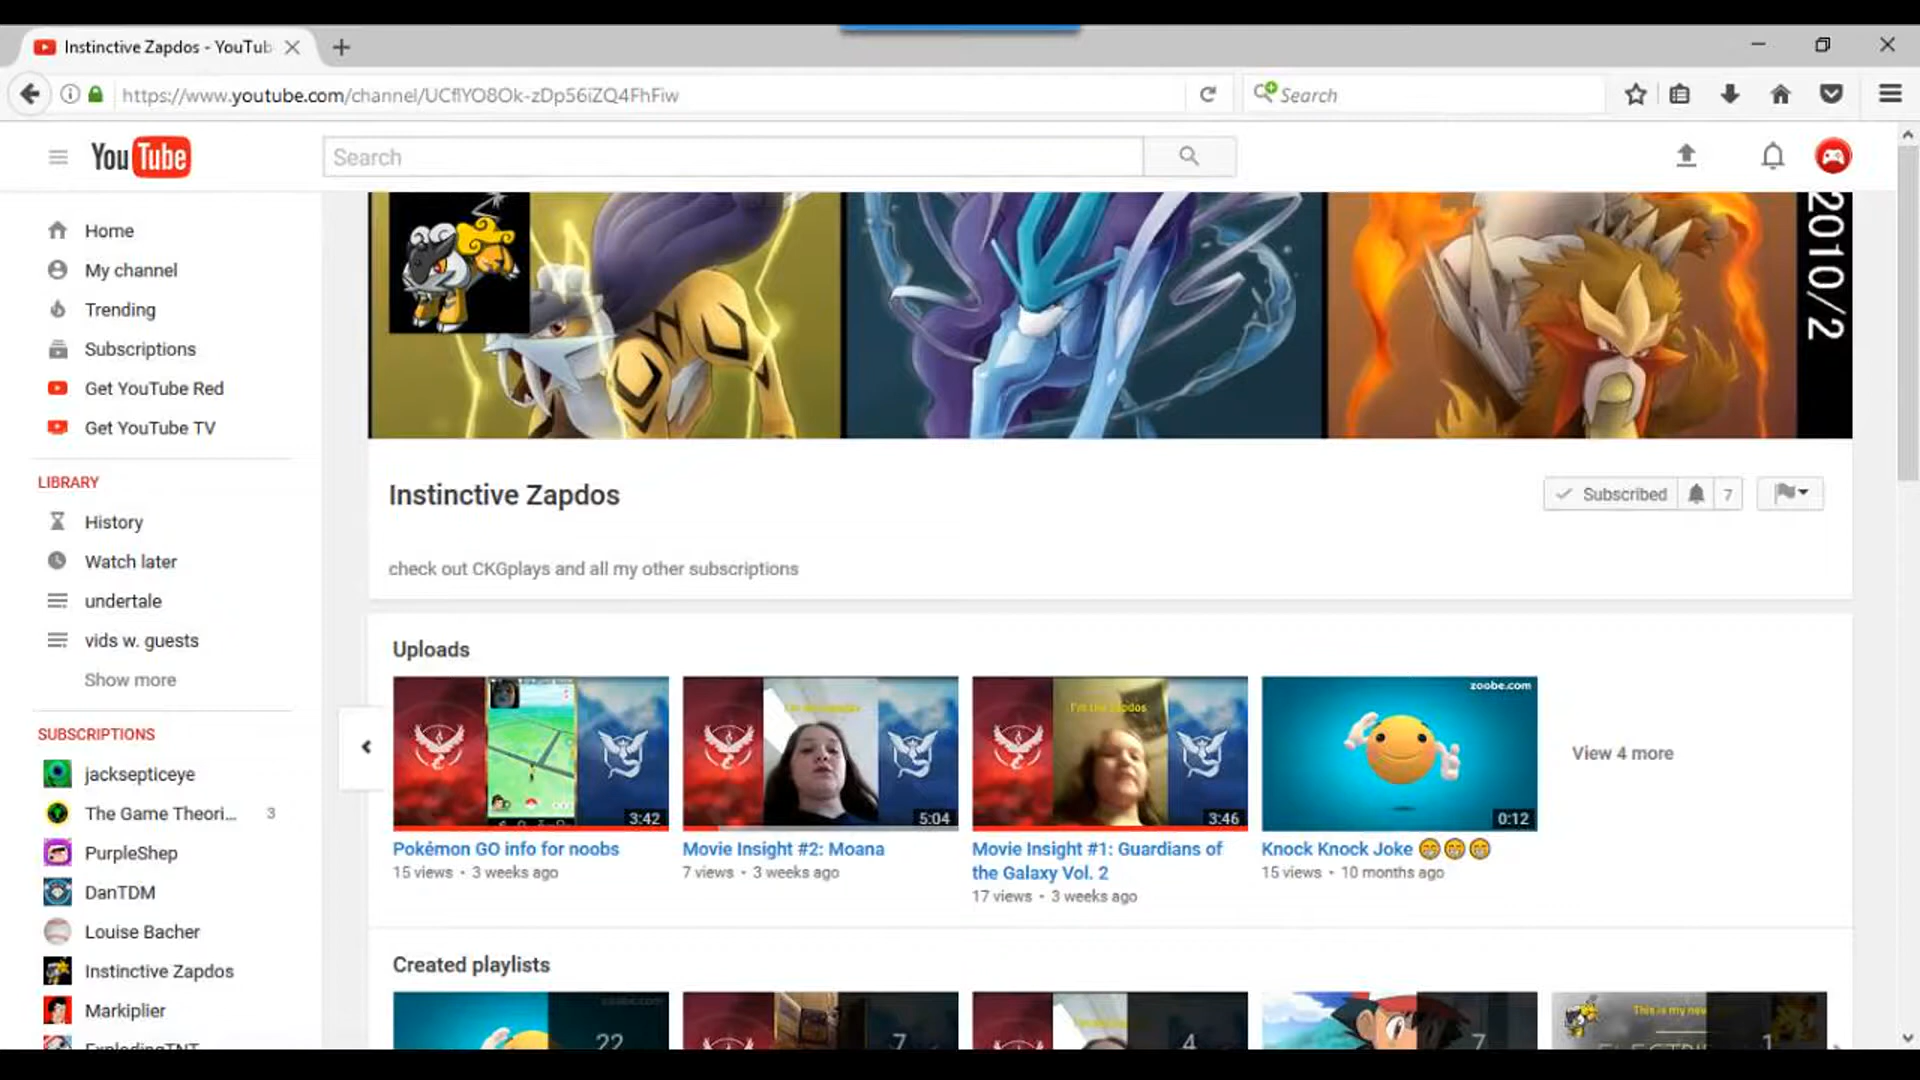 Instinctive Zapdos - YouTub
https://www.youtube.com/channel/UCflYO8Ok-zDp56iZQ4FhFiw
Search
YouTube
Search
Home
My channel
Trending
Subscriptions
Get YouTube Red
Get YouTube TV
LIBRARY
History
Watch later
undertale
vids w. guests
Show more
SUBSCRIPTIONS
jacksepticeye
The Game Theori... 3
PurpleShep
DanTDM
Louise Bacher
Instinctive Zapdos
Markiplier
ExplodingTNT
2010/2
Instinctive Zapdos
Subscribed 7
check out CKGplays and all my other subscriptions
Uploads
3:42
Pokémon GO info for noobs
15 views • 3 weeks ago
5:04
Movie Insight #2: Moana
7 views • 3 weeks ago
3:46
Movie Insight #1: Guardians of
the Galaxy Vol. 2
17 views • 3 weeks ago
zoobe.com
0:12
Knock Knock Joke 😁😁😁
15 views • 10 months ago
View 4 more
Created playlists
22
7
4
7
This is my new
1